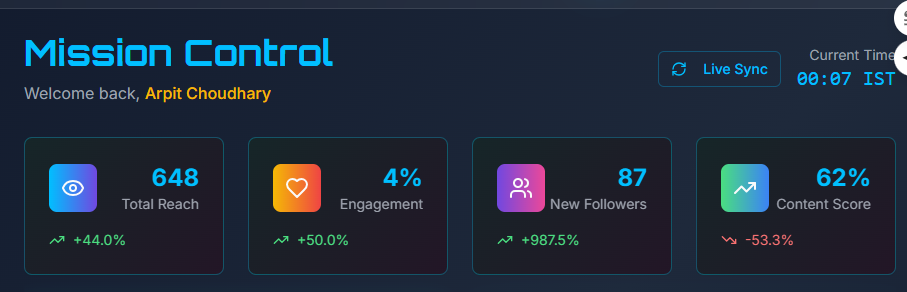 Mission Control
Welcome back, Arpit Choudhary
Live Sync
Current Time
00:07 IST
648
Total Reach
+44.0%
4%
Engagement
+50.0%
87
New Followers
+987.5%
62%
Content Score
-53.3%